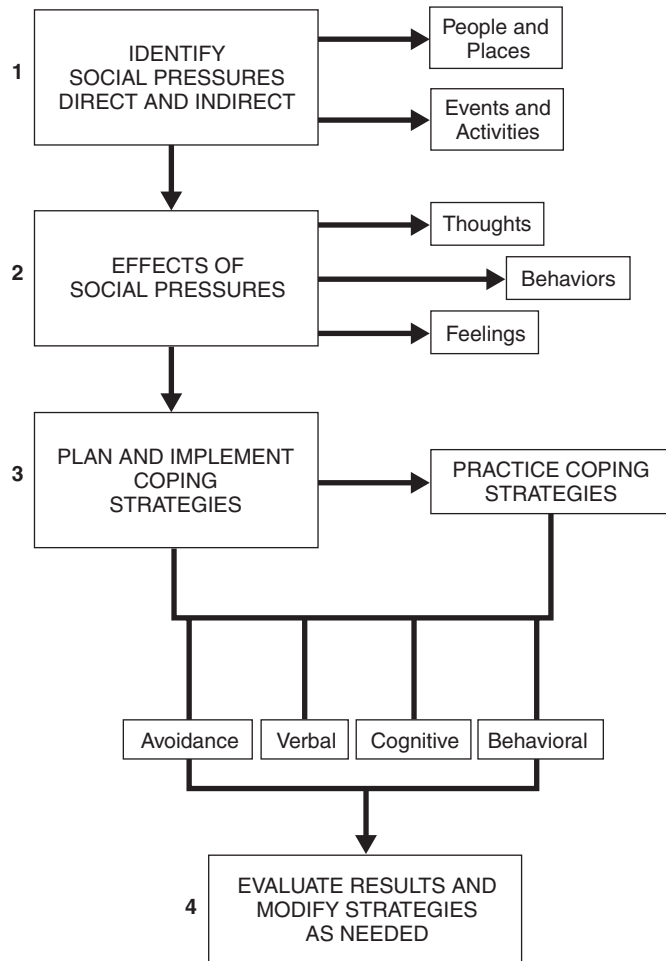 1
IDENTIFY
SOCIAL PRESSURES
DIRECT AND INDIRECT
People and
Places
Events and
Activities
2
EFFECTS OF
SOCIAL PRESSURES
Thoughts
Behaviors
Feelings
3
PLAN AND IMPLEMENT
COPING
STRATEGIES
PRACTICE COPING
STRATEGIES
Avoidance
Verbal
Cognitive
Behavioral
4
EVALUATE RESULTS AND
MODIFY STRATEGIES
AS NEEDED